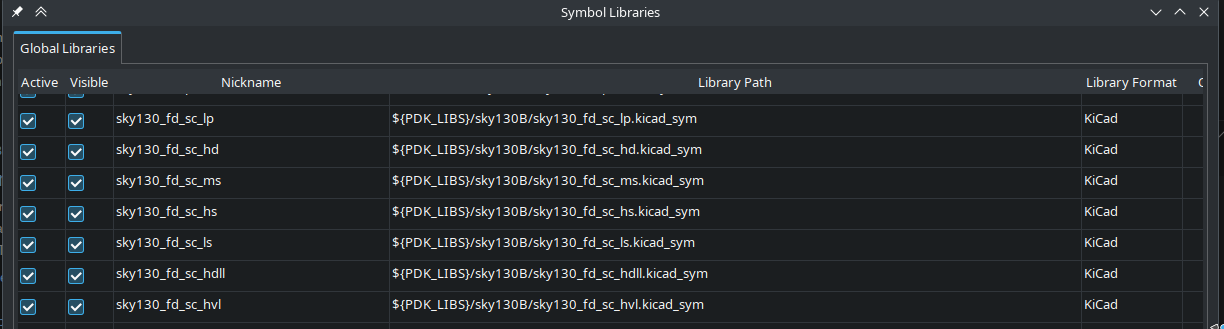 Symbol Libraries
Global Libraries
Active Visible Nickname Library Path Library Format
sky130_fd_sc_lp ${PDK_LIBS}/sky130B/sky130_fd_sc_lp.kicad_sym KiCad
sky130_fd_sc_hd ${PDK_LIBS}/sky130B/sky130_fd_sc_hd.kicad_sym KiCad
sky130_fd_sc_ms ${PDK_LIBS}/sky130B/sky130_fd_sc_ms.kicad_sym KiCad
sky130_fd_sc_hs ${PDK_LIBS}/sky130B/sky130_fd_sc_hs.kicad_sym KiCad
sky130_fd_sc_ls ${PDK_LIBS}/sky130B/sky130_fd_sc_ls.kicad_sym KiCad
sky130_fd_sc_hdll ${PDK_LIBS}/sky130B/sky130_fd_sc_hdll.kicad_sym KiCad
sky130_fd_sc_hvl ${PDK_LIBS}/sky130B/sky130_fd_sc_hvl.kicad_sym KiCad